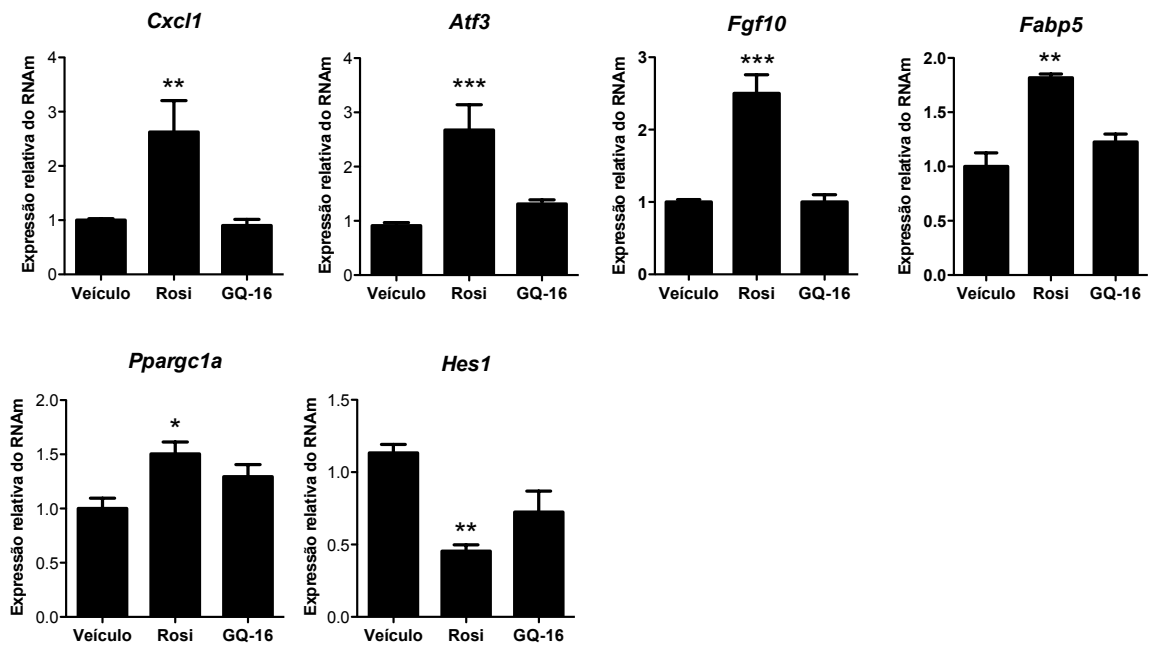 Cxcl1
Expressão relativa do RNAm
4
3
2
1
0
**
Veículo Rosi GQ-16
Atf3
Expressão relativa do RNAm
4
3
2
1
0
***
Veículo Rosi GQ-16
Fgf10
Expressão relativa do RNAm
3
2
1
0
***
Veículo Rosi GQ-16
Fabp5
Expressão relativa do RNAm
2.0
1.5
1.0
0.5
0.0
**
Veículo Rosi GQ-16
Ppargc1a
Expressão relativa do RNAm
2.0
1.5
1.0
0.5
0.0
*
Veículo Rosi GQ-16
Hes1
Expressão relativa do RNAm
1.5
1.0
0.5
0.0
**
Veículo Rosi GQ-16